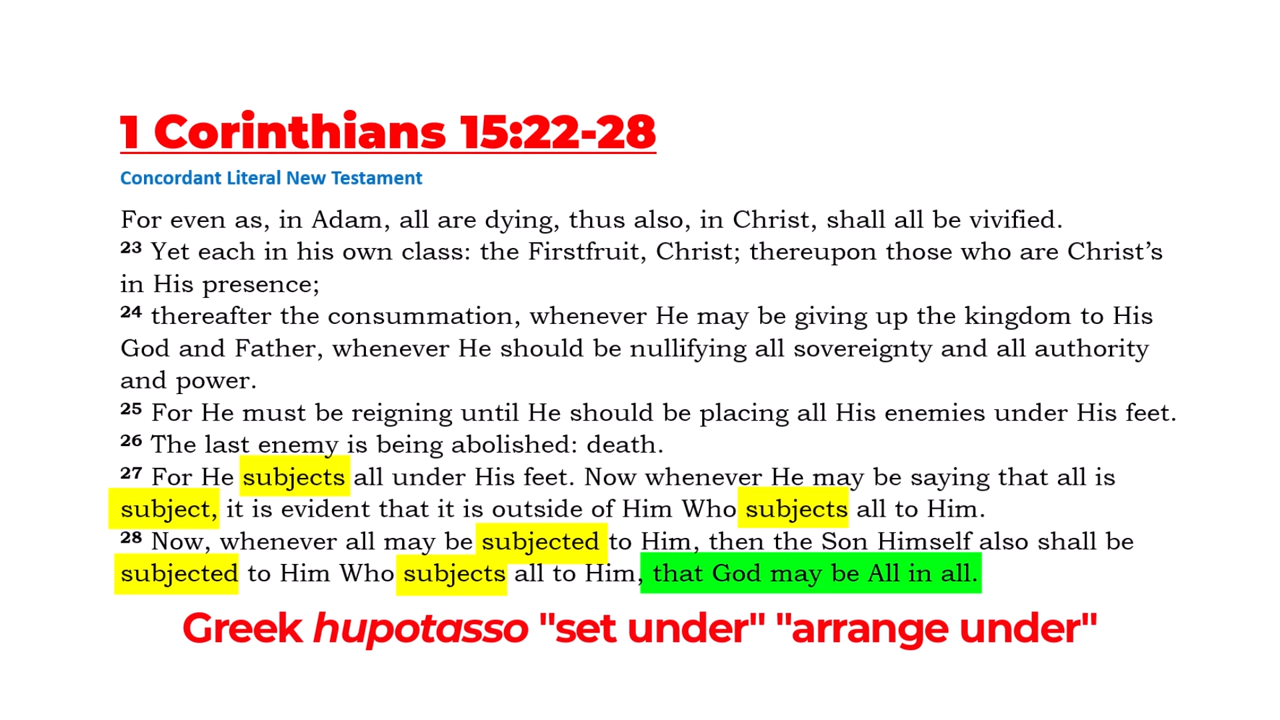 1 Corinthians 15:22-28
Concordant Literal New Testament
For even as, in Adam, all are dying, thus also, in Christ, shall all be vivified.
23 Yet each in his own class: the Firstfruit, Christ; thereupon those who are Christ’s
in His presence;
24 thereafter the consummation, whenever He may be giving up the kingdom to His
God and Father, whenever He should be nullifying all sovereignty and all authority
and power.
25 For He must be reigning until He should be placing all His enemies under His feet.
26 The last enemy is being abolished: death.
27 For He subjects all under His feet. Now whenever He may be saying that all is
subject, it is evident that it is outside of Him Who subjects all to Him.
28 Now, whenever all may be subjected to Him, then the Son Himself also shall be
subjected to Him Who subjects all to Him, that God may be All in all.
Greek hupotasso "set under" "arrange under"